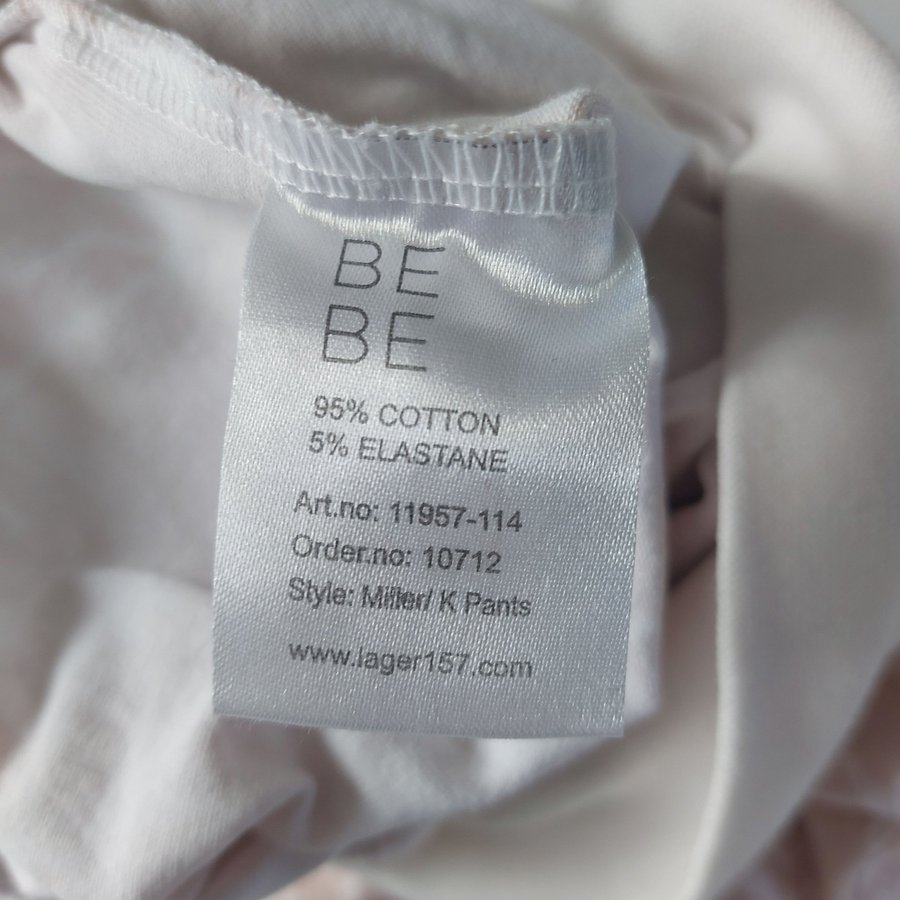 BE
BE
95% COTTON
5% ELASTANE
Art.no: 11957-114
Order.no: 10712
Style: Miller/ K Pants
www.lager157.com